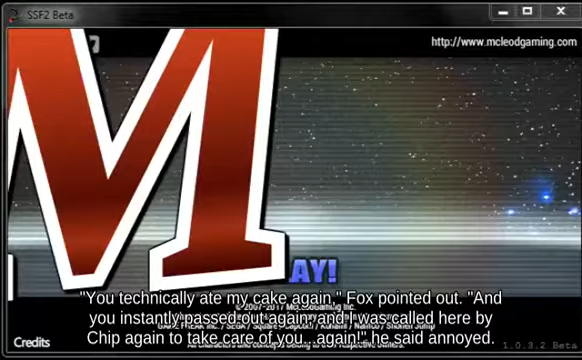 SSF2 Beta
http://www.mcleodgaming.com
M
AY!
"You technically ate my cake again," Fox pointed out. "And
you instantly passed out again, and I was called here by
Chip again to take care of you...again!" he said annoyed.
Credits
1.0.3.2 Beta